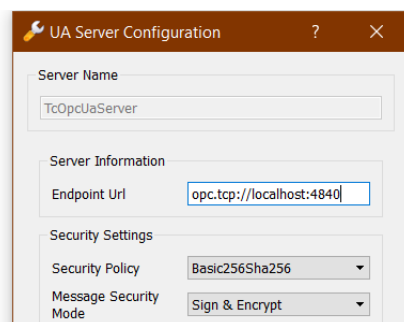 UA Server Configuration ? ×
Server Name
TcOpcUaServer
Server Information
Endpoint Url opc.tcp://localhost:4840
Security Settings
Security Policy Basic256Sha256
Message Security
Mode Sign & Encrypt